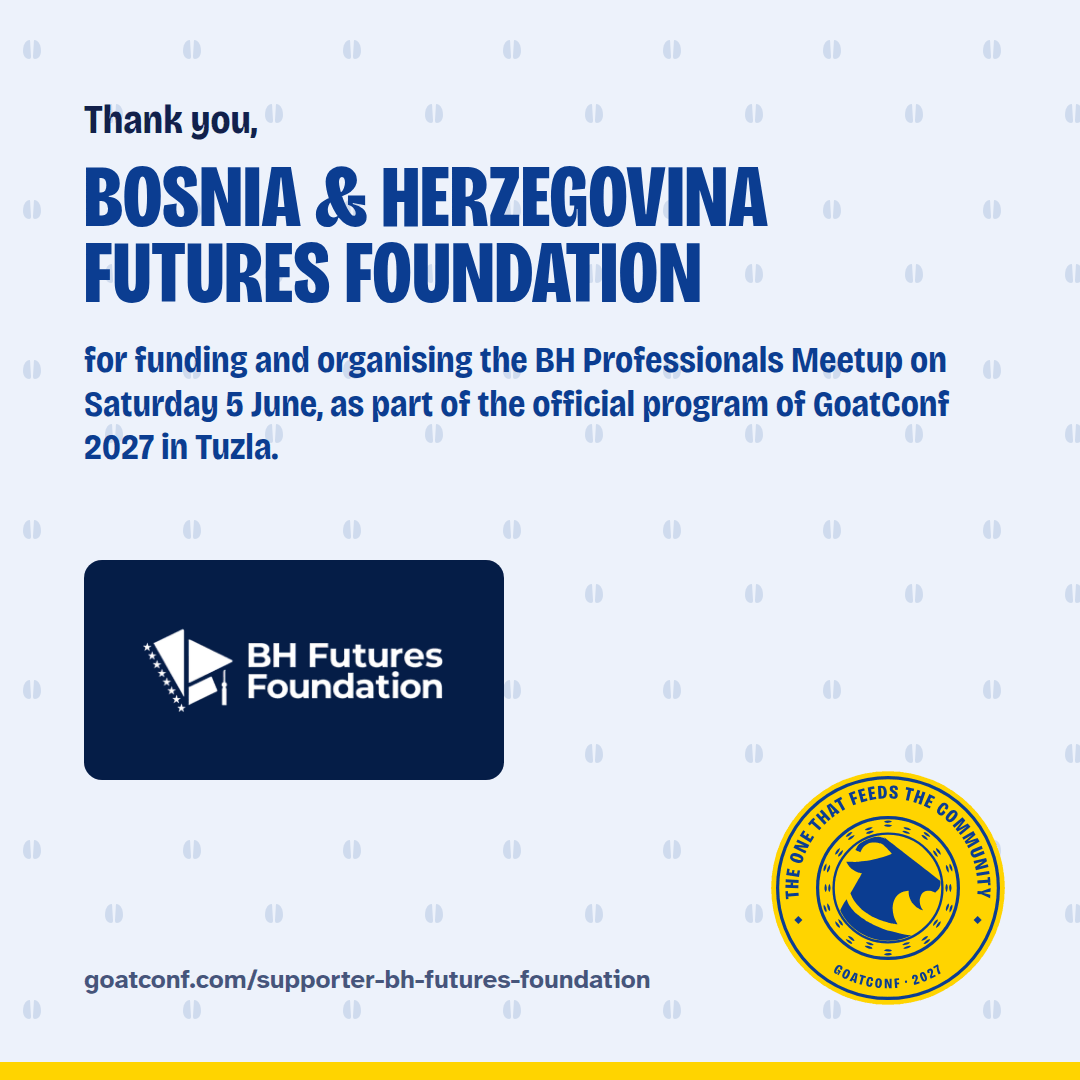 Thank you,
BOSNIA & HERZEGOVINA
FUTURES FOUNDATION
for funding and organising the BH Professionals Meetup on
Saturday 5 June, as part of the official program of GoatConf
2027 in Tuzla.
BH Futures
Foundation
THE ONE THAT FEEDS THE COMMUNITY
GOATCONF · 2027
goatconf.com/supporter-bh-futures-foundation